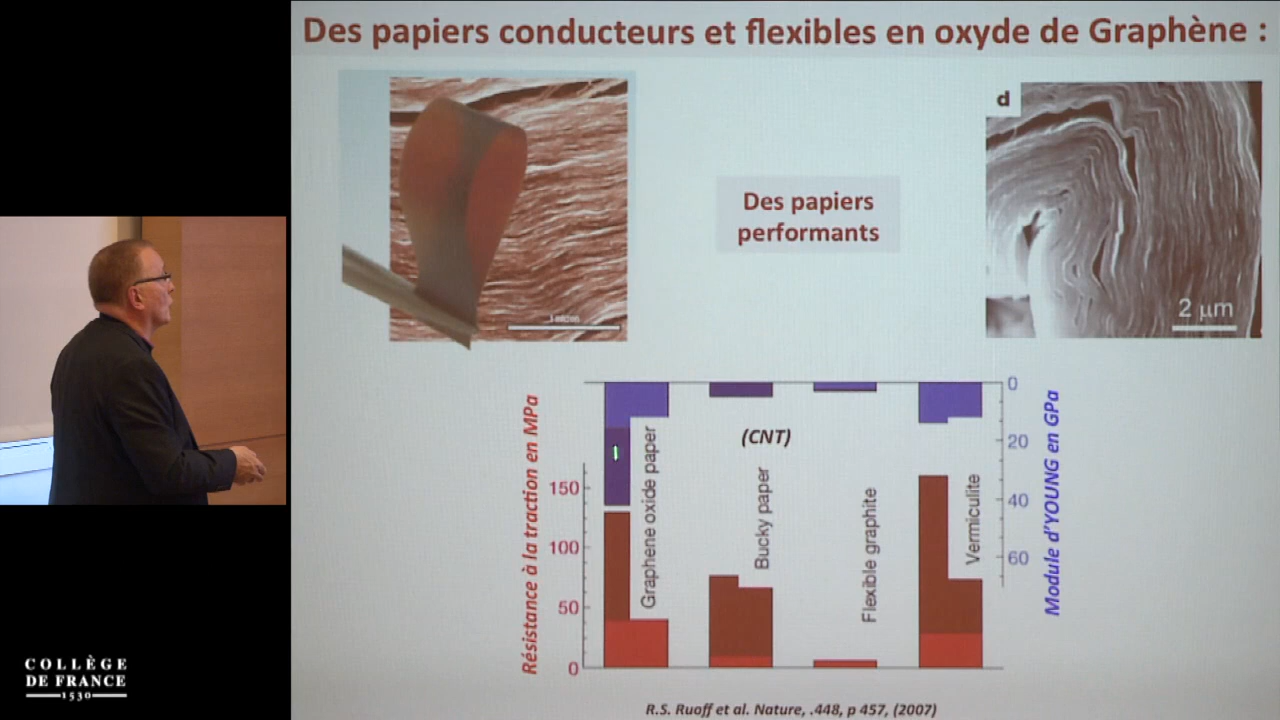 Des papiers conducteurs et flexibles en oxyde de Graphène :
d
Des papiers
performants
2 µm
Résistance à la traction en MPa
150
100
50
0
Graphene oxide paper
(CNT)
Bucky paper
Flexible graphite
Vermiculite
0
20
40
60
Module d'YOUNG en GPa
R.S. Ruoff et al. Nature, .448, p 457, (2007)
COLLÈGE
DE FRANCE
1530